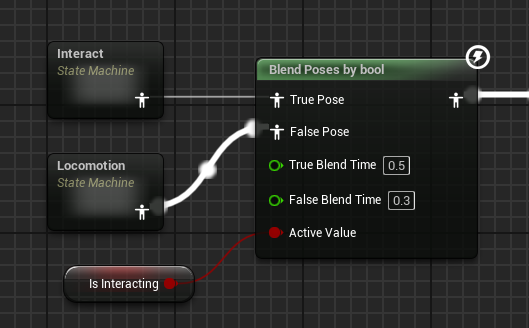 Interact
State Machine
Blend Poses by bool
True Pose
False Pose
Locomotion
State Machine
True Blend Time 0.5
False Blend Time 0.3
Active Value
Is Interacting